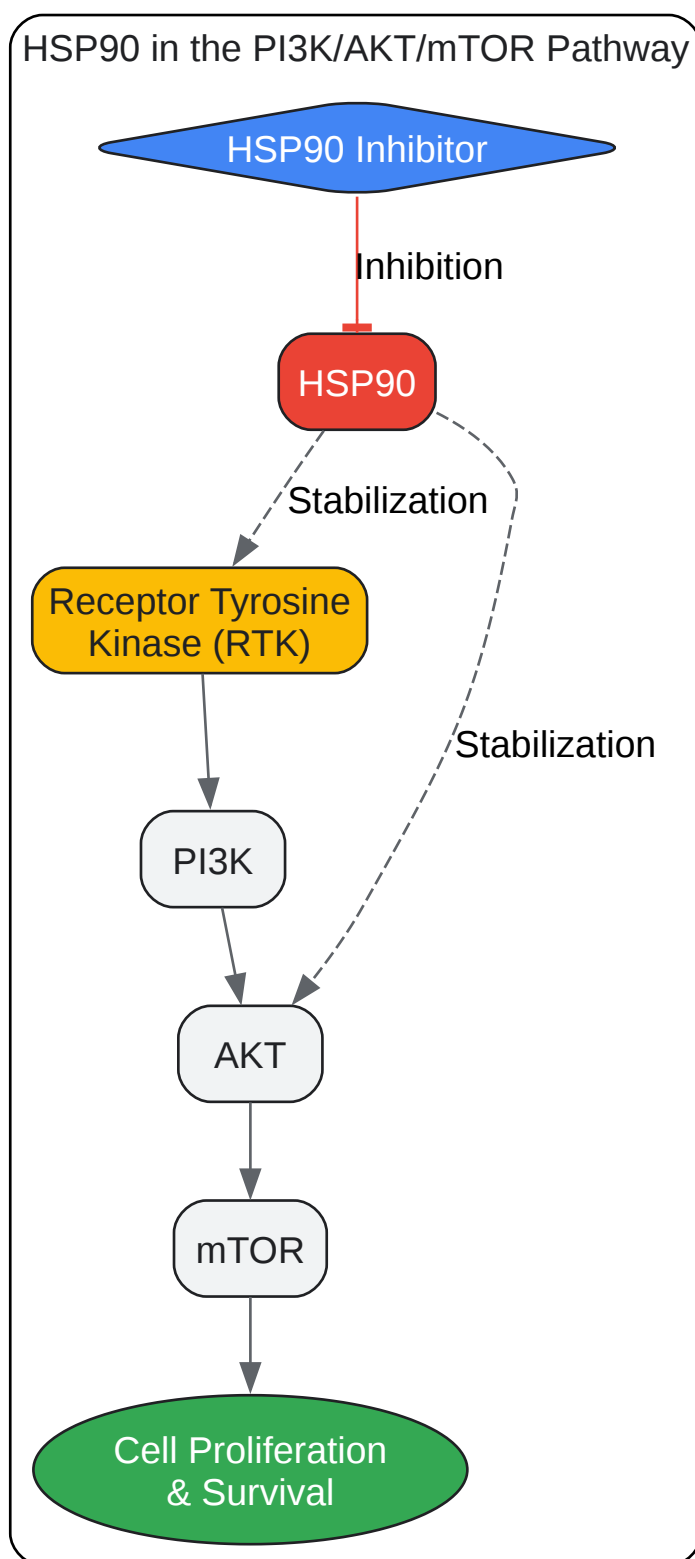 HSP90 in the PI3K/AKT/mTOR Pathway
HSP90 Inhibitor
Inhibition
HSP90
Stabilization
Receptor Tyrosine
Kinase (RTK)
Stabilization
PI3K
AKT
mTOR
Cell Proliferation
& Survival